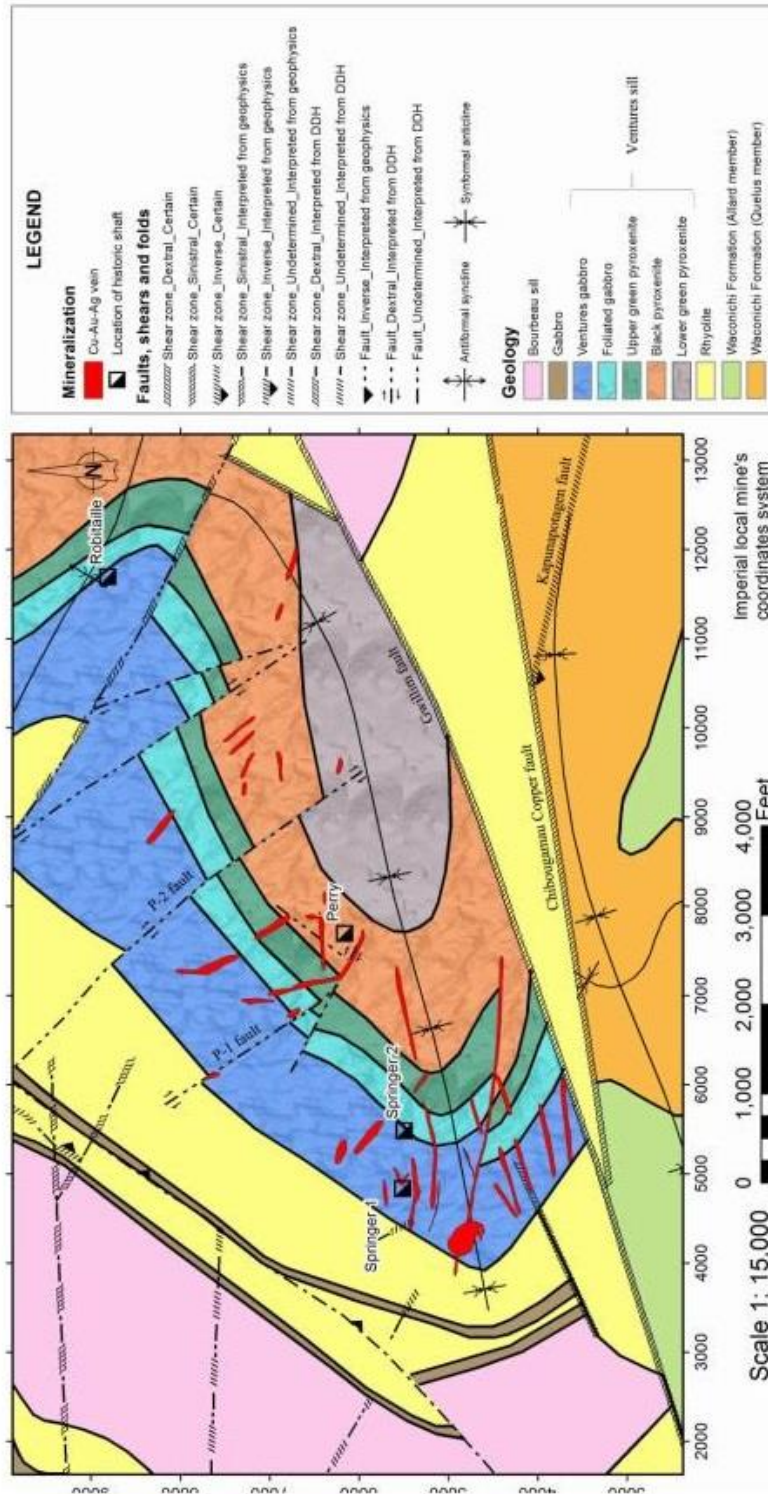 LEGEND
Mineralization
Cu-Au-Ag vein
Location of historic shaft
Faults, shears and folds
Shear zone_Dextral_Certain
Shear zone_Sinistral_Certain
Shear zone_Inverse_Certain
Shear zone_Sinistral_Interpreted from geophysics
Shear zone_Inverse_Interpreted from geophysics
Shear zone_Undetermined_Interpreted from geophysics
Shear zone_Dextral_Interpreted from DDH
Shear zone_Undetermined_Interpreted from DDH
Fault_Inverse_Interpreted from geophysics
Fault_Dextral_Interpreted from DDH
Fault_Undetermined_Interpreted from DDH
Antiformal syncline
Synformal anticline
Geology
Bourbeau sill
Gabbro
Ventures gabbro
Foliated gabbro
Upper green pyroxenite
Black pyroxenite
Lower green pyroxenite
Ventures sill
Rhyolite
Waconichi Formation (Allard member)
Waconichi Formation (Queylus member)
N
Robitaille
P-2 fault
P-1 fault
Perry
Springer 2
Springer 1
Gwillim fault
Chibougamau Copper fault
Kapunapotagen fault
2000
3000
4000
5000
6000
7000
8000
9000
10000
11000
12000
13000
Scale 1: 15,000
0
1,000
2,000
3,000
4,000
Feet
Imperial local mine's
coordinates system